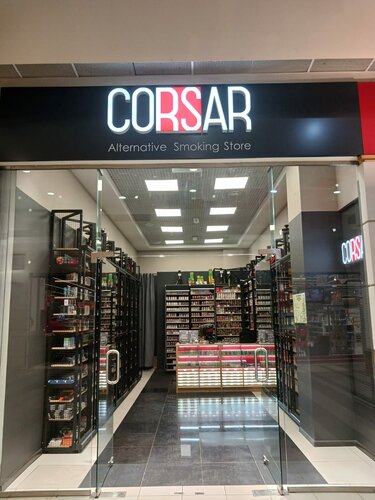 CORSAR
Alternative Smoking Store
CORS